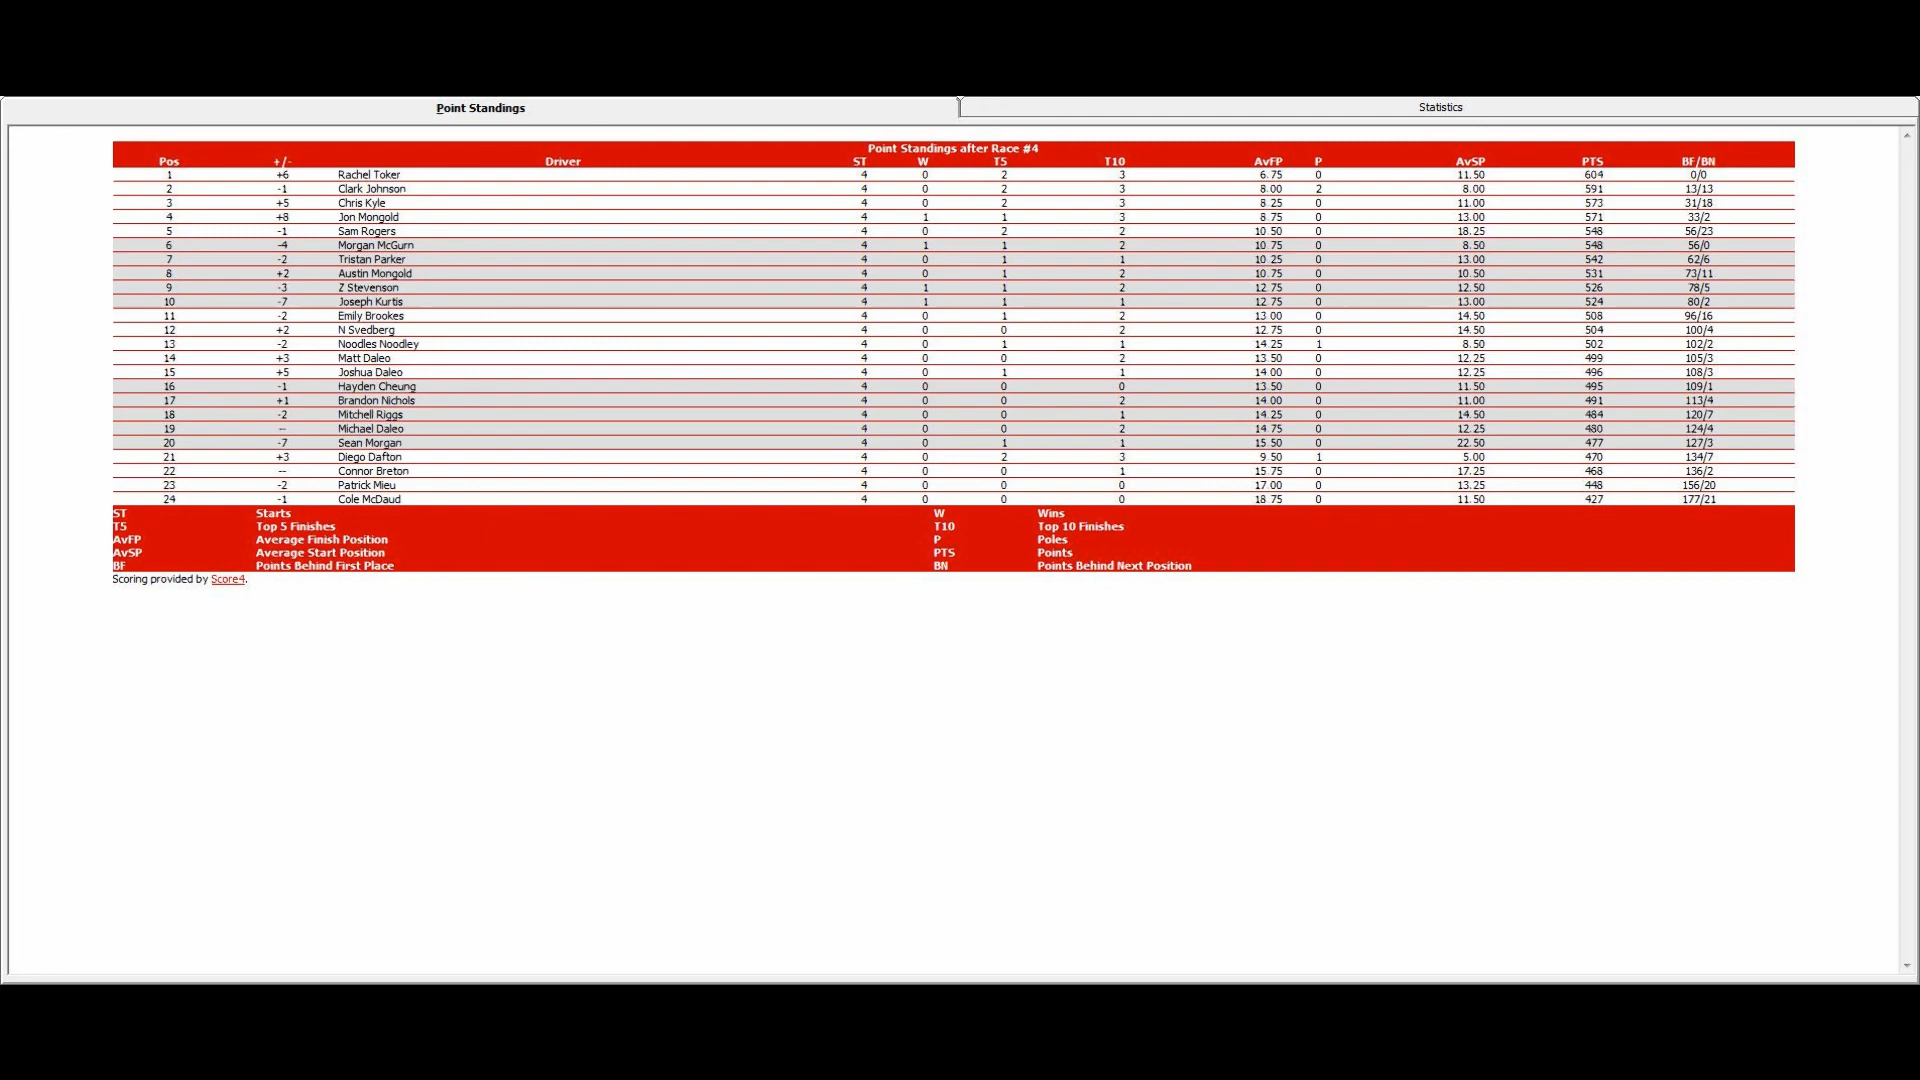 Point Standings Statistics
Point Standings after Race #4
Pos +/- Driver ST W T5 T10 AvFP P AvSP PTS BF/BN
1 +6 Rachel Toker 4 0 2 3 6.75 0 11.50 604 0/0
2 -1 Clark Johnson 4 0 2 3 8.00 2 8.00 591 13/13
3 +5 Chris Kyle 4 0 2 3 8.25 0 11.00 573 31/18
4 +8 Jon Mongold 4 1 1 3 8.75 0 13.00 571 33/2
5 -1 Sam Rogers 4 0 2 2 10.50 0 18.25 548 56/23
6 -4 Morgan McGurn 4 1 1 2 10.75 0 8.50 548 56/0
7 -2 Tristan Parker 4 0 1 1 10.25 0 13.00 542 62/6
8 +2 Austin Mongold 4 0 1 2 10.75 0 10.50 531 73/11
9 -3 Z Stevenson 4 1 1 2 12.75 0 12.50 526 78/5
10 -7 Joseph Kurtis 4 1 1 1 12.75 0 13.00 524 80/2
11 -2 Emily Brookes 4 0 1 2 13.00 0 14.50 508 96/16
12 +2 N Svedberg 4 0 0 2 12.75 0 14.50 504 100/4
13 -2 Noodles Noodley 4 0 1 1 14.25 1 8.50 502 102/2
14 +3 Matt Daleo 4 0 0 2 13.50 0 12.25 499 105/3
15 +5 Joshua Daleo 4 0 1 1 14.00 0 12.25 496 108/3
16 -1 Hayden Cheung 4 0 0 0 13.50 0 11.50 495 109/1
17 +1 Brandon Nichols 4 0 0 2 14.00 0 11.00 491 113/4
18 -2 Mitchell Riggs 4 0 0 1 14.25 0 14.50 484 120/7
19 -- Michael Daleo 4 0 0 2 14.75 0 12.25 480 124/4
20 -7 Sean Morgan 4 0 1 1 15.50 0 22.50 477 127/3
21 +3 Diego Dafton 4 0 2 3 9.50 1 5.00 470 134/7
22 -- Connor Breton 4 0 0 1 15.75 0 17.25 468 136/2
23 -2 Patrick Mieu 4 0 0 0 17.00 0 13.25 448 156/20
24 -1 Cole McDaud 4 0 0 0 18.75 0 11.50 427 177/21
ST Starts W Wins
T5 Top 5 Finishes T10 Top 10 Finishes
AvFP Average Finish Position P Poles
AvSP Average Start Position PTS Points
BF Points Behind First Place BN Points Behind Next Position
Scoring provided by Score4.